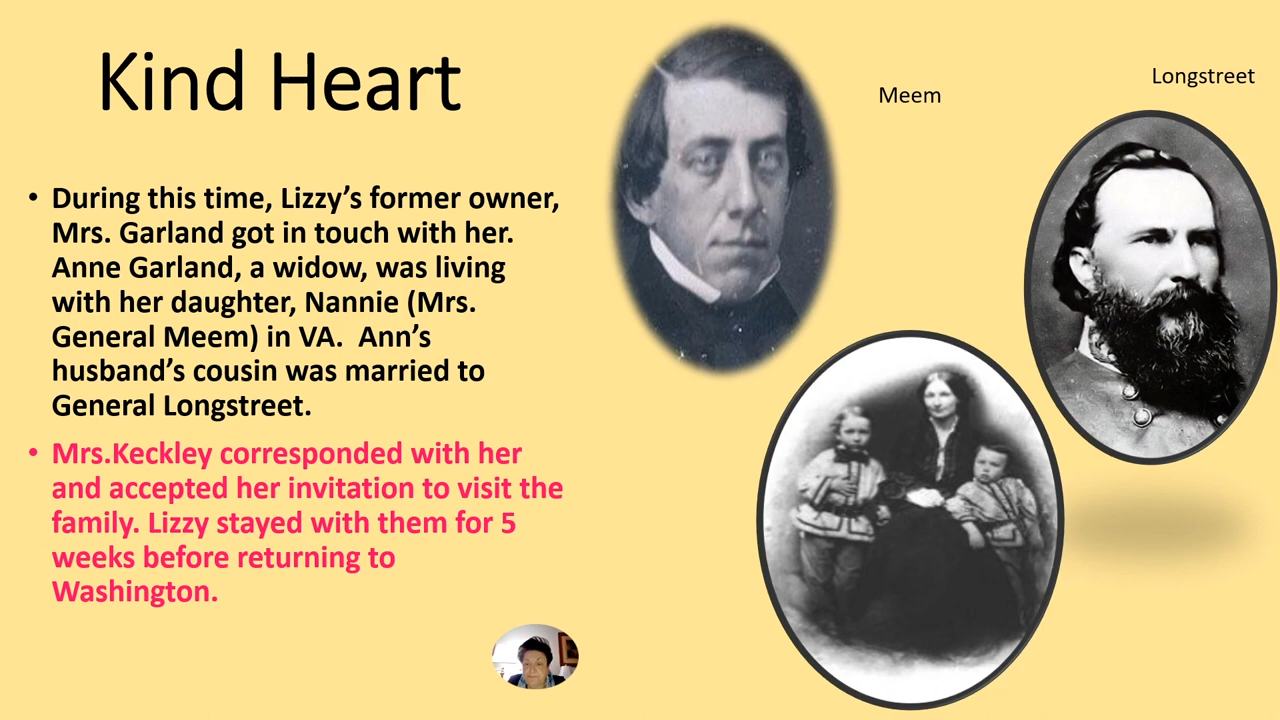 Kind Heart
Meem
Longstreet
• During this time, Lizzy’s former owner,
Mrs. Garland got in touch with her.
Anne Garland, a widow, was living
with her daughter, Nannie (Mrs.
General Meem) in VA.  Ann’s
husband’s cousin was married to
General Longstreet.
• Mrs.Keckley corresponded with her
and accepted her invitation to visit the
family. Lizzy stayed with them for 5
weeks before returning to
Washington.